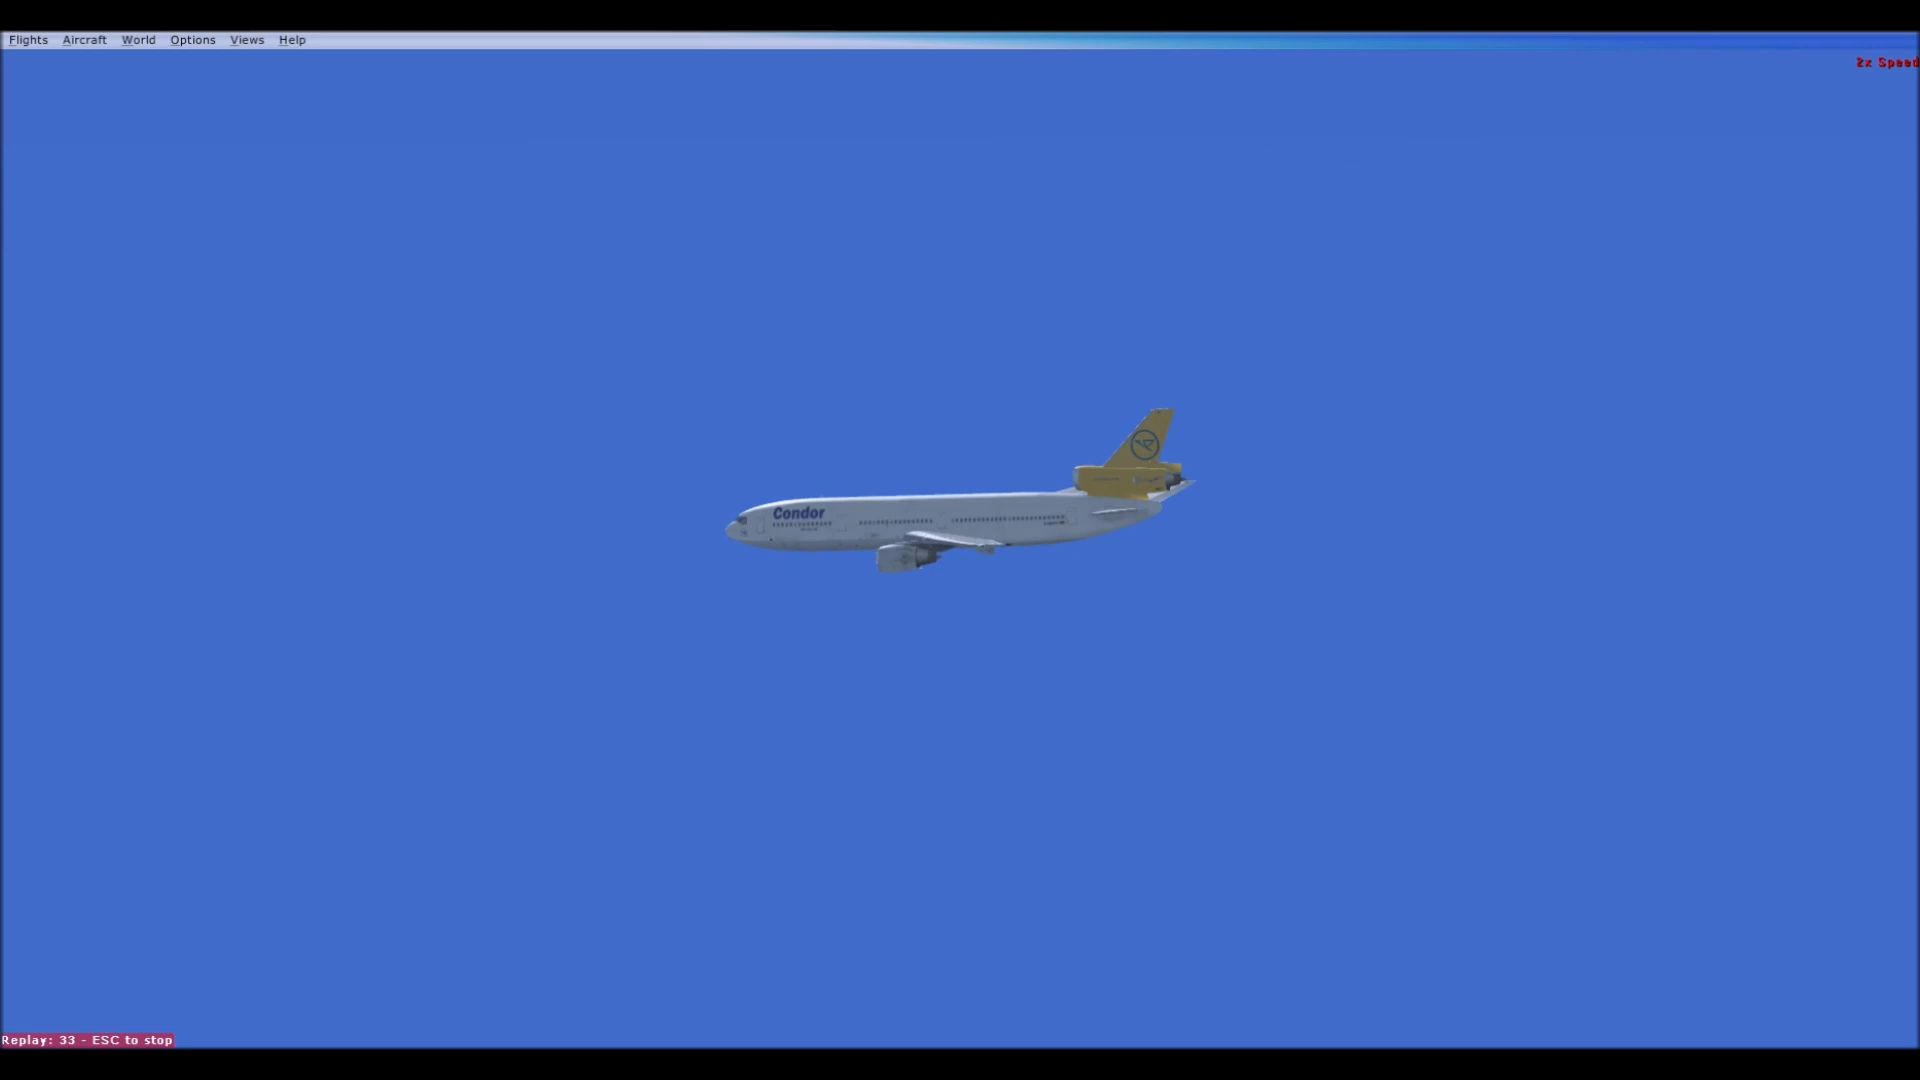 Flights Aircraft World Options Views Help
2x Speed
Condor
Replay: 33 - ESC to stop